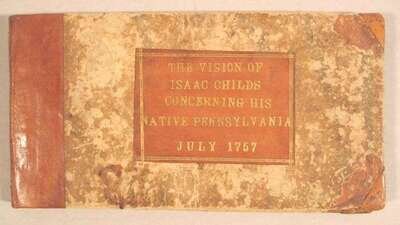 THE VISION OF
ISAAC CHILDS
CONCERNING HIS
NATIVE PENNSYLVANIA
JULY 1757